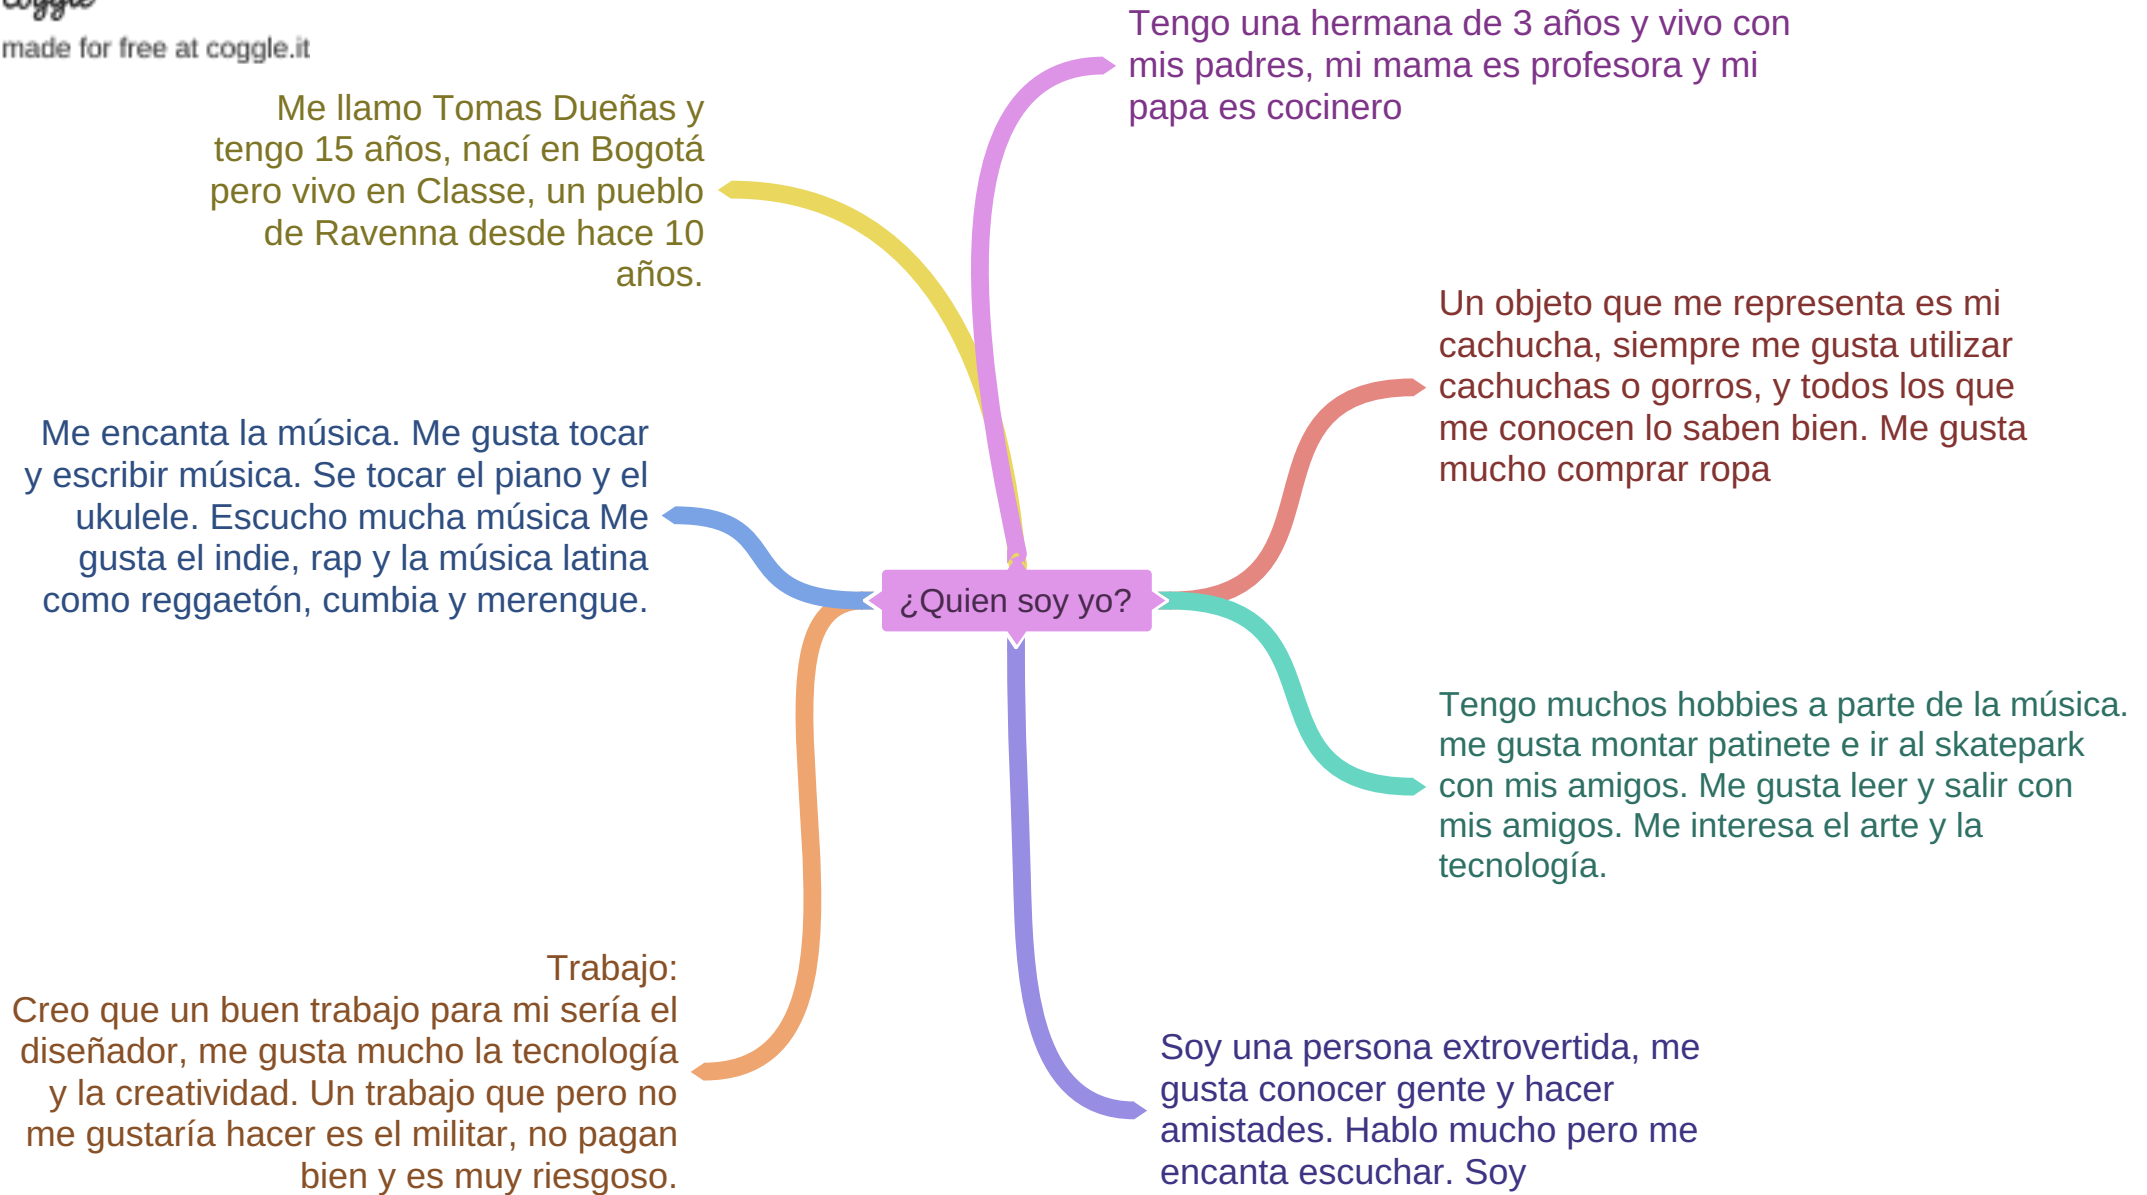 coggle
made for free at coggle.it
Me llamo Tomas Dueñas y
tengo 15 años, nací en Bogotá
pero vivo en Classe, un pueblo
de Ravenna desde hace 10
años.
Tengo una hermana de 3 años y vivo con
mis padres, mi mama es profesora y mi
papa es cocinero
Un objeto que me representa es mi
cachucha, siempre me gusta utilizar
cachuchas o gorros, y todos los que
me conocen lo saben bien. Me gusta
mucho comprar ropa
Me encanta la música. Me gusta tocar
y escribir música. Se tocar el piano y el
ukulele. Escucho mucha música Me
gusta el indie, rap y la música latina
como reggaetón, cumbia y merengue.
¿Quien soy yo?
Tengo muchos hobbies a parte de la música.
me gusta montar patinete e ir al skatepark
con mis amigos. Me gusta leer y salir con
mis amigos. Me interesa el arte y la
tecnología.
Trabajo:
Creo que un buen trabajo para mi sería el
diseñador, me gusta mucho la tecnología
y la creatividad. Un trabajo que pero no
me gustaría hacer es el militar, no pagan
bien y es muy riesgoso.
Soy una persona extrovertida, me
gusta conocer gente y hacer
amistades. Hablo mucho pero me
encanta escuchar. Soy